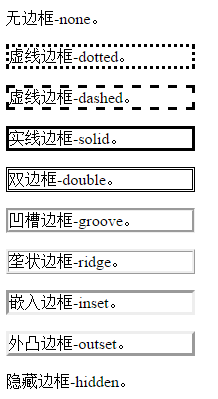 无边框-none。
虚线边框-dotted。
虚线边框-dashed。
实线边框-solid。
双边框-double。
凹槽边框-groove。
垄状边框-ridge。
嵌入边框-inset。
外凸边框-outset。
隐藏边框-hidden。